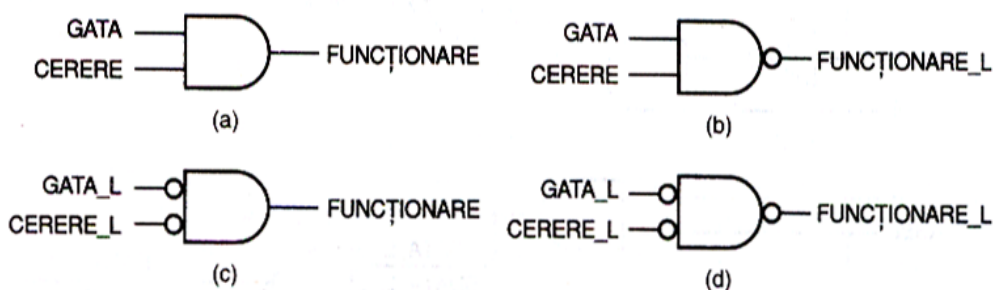 GATA
CERERE
FUNCȚIONARE
(a)
GATA
CERERE
FUNCȚIONARE_L
(b)
GATA_L
CERERE_L
FUNCȚIONARE
(c)
GATA_L
CERERE_L
FUNCȚIONARE_L
(d)